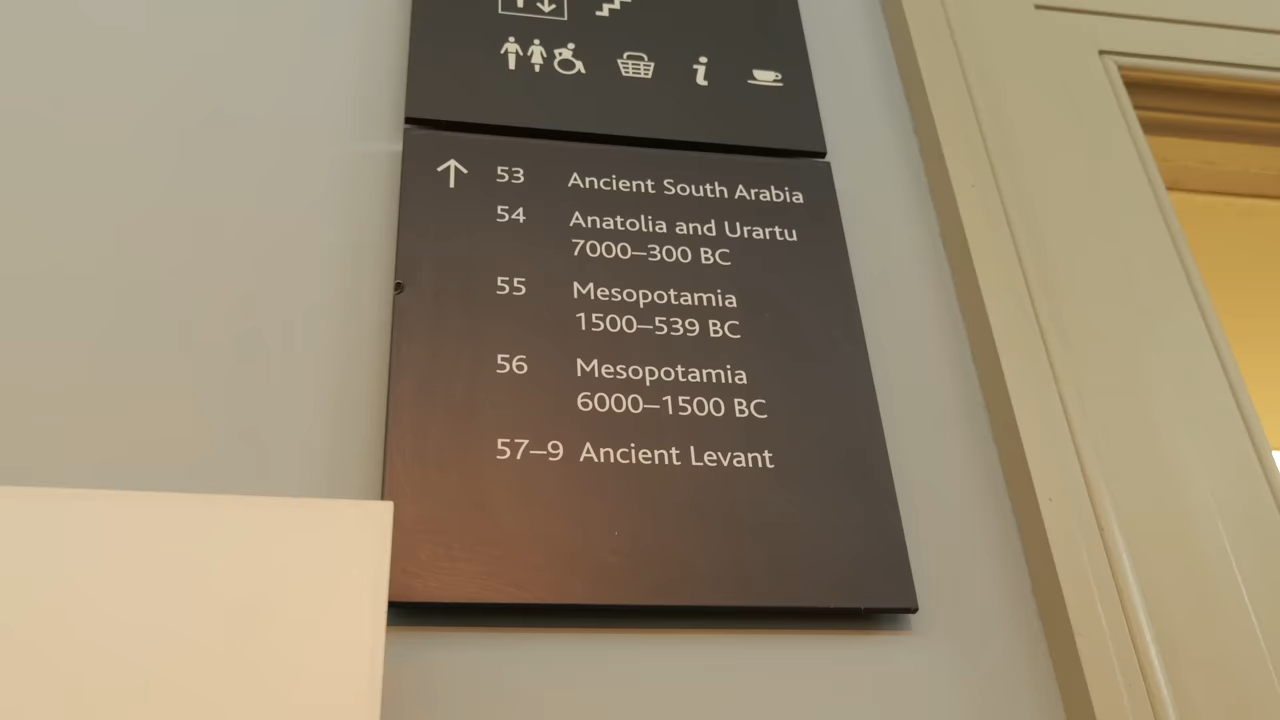 53 Ancient South Arabia
54 Anatolia and Urartu
7000–300 BC
55 Mesopotamia
1500–539 BC
56 Mesopotamia
6000–1500 BC
57–9 Ancient Levant